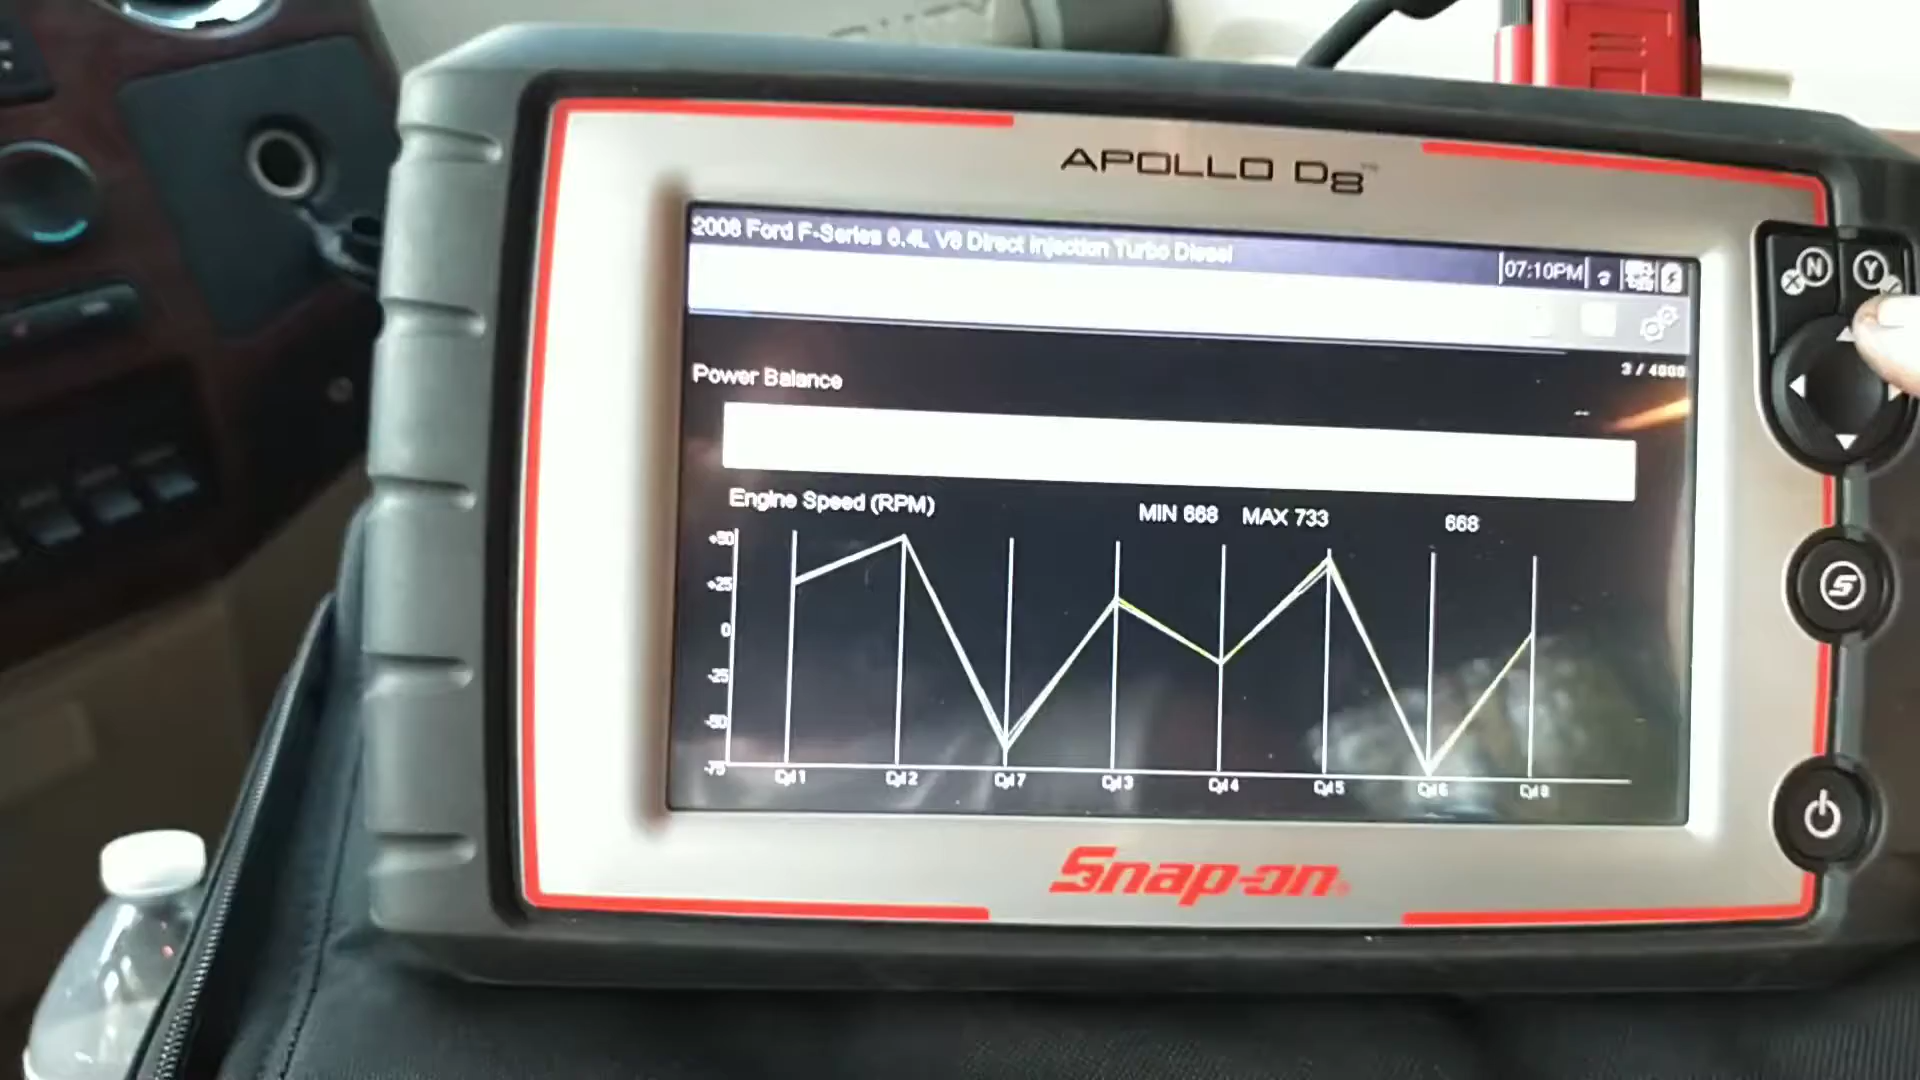 APOLLO D8™
2008 Ford F-Series 6.4L V8 Direct Injection Turbo Diesel
07:10PM
N
Y
X
3 / 4000
Power Balance
--
Engine Speed (RPM)
MIN 668
MAX 733
668
+50
+25
0
-25
-50
-75
Cyl 1
Cyl 2
Cyl 7
Cyl 3
Cyl 4
Cyl 5
Cyl 6
Cyl 8
S
Snap-on®